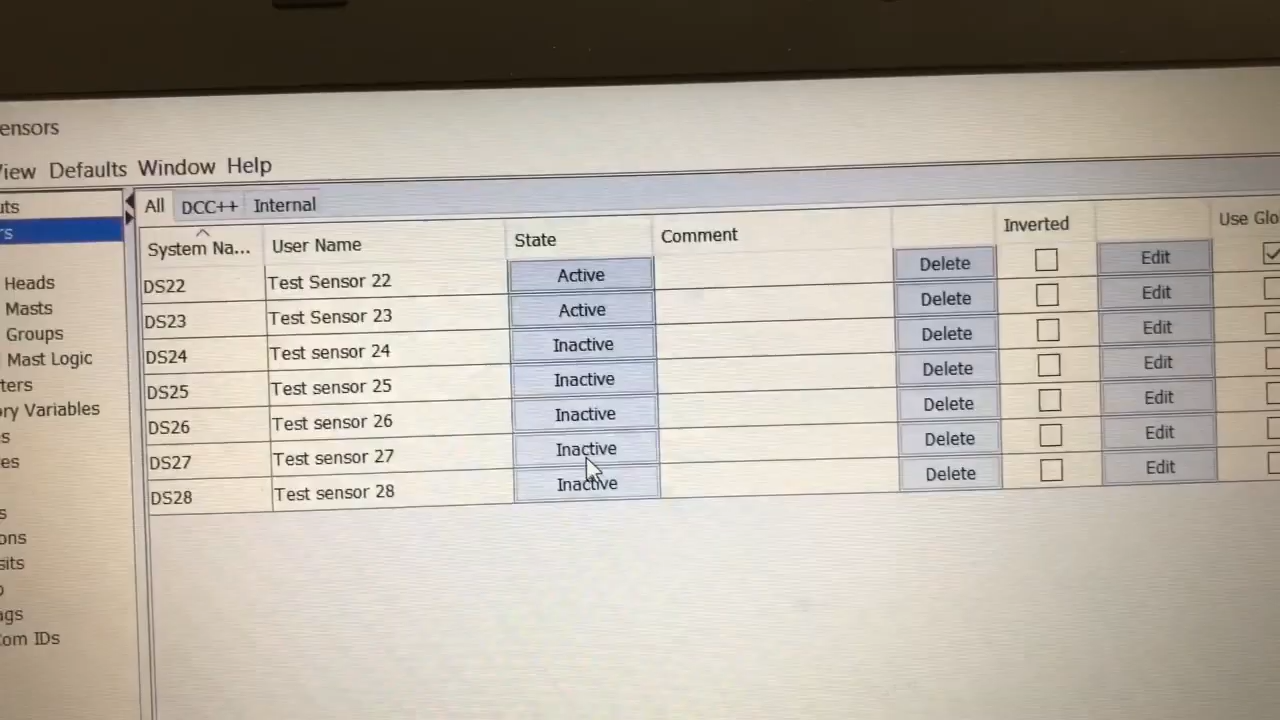 ensors
View Defaults Window Help
uts
rs
Heads
Masts
Groups
Mast Logic
ters
ory Variables
s
es
s
ons
sits
o
ags
Com IDs
All DCC++ Internal
System Na... User Name State Comment Inverted Use Glo
DS22 Test Sensor 22 Active Delete Edit
DS23 Test Sensor 23 Active Delete Edit
DS24 Test sensor 24 Inactive Delete Edit
DS25 Test sensor 25 Inactive Delete Edit
DS26 Test sensor 26 Inactive Delete Edit
DS27 Test sensor 27 Inactive Delete Edit
DS28 Test sensor 28 Inactive Delete Edit